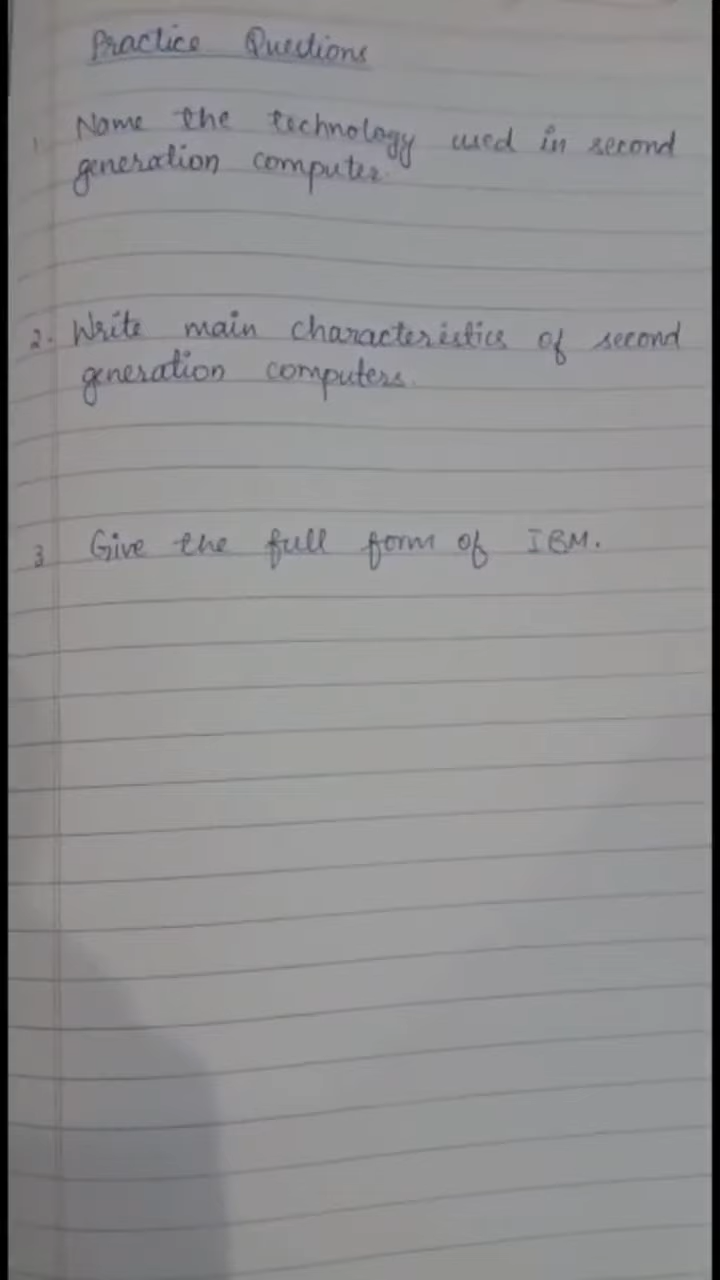 Practice Questions
1. Name the technology used in second
generation computer.
2. Write main characteristics of second
generation computers.
3 Give the full form of IBM.